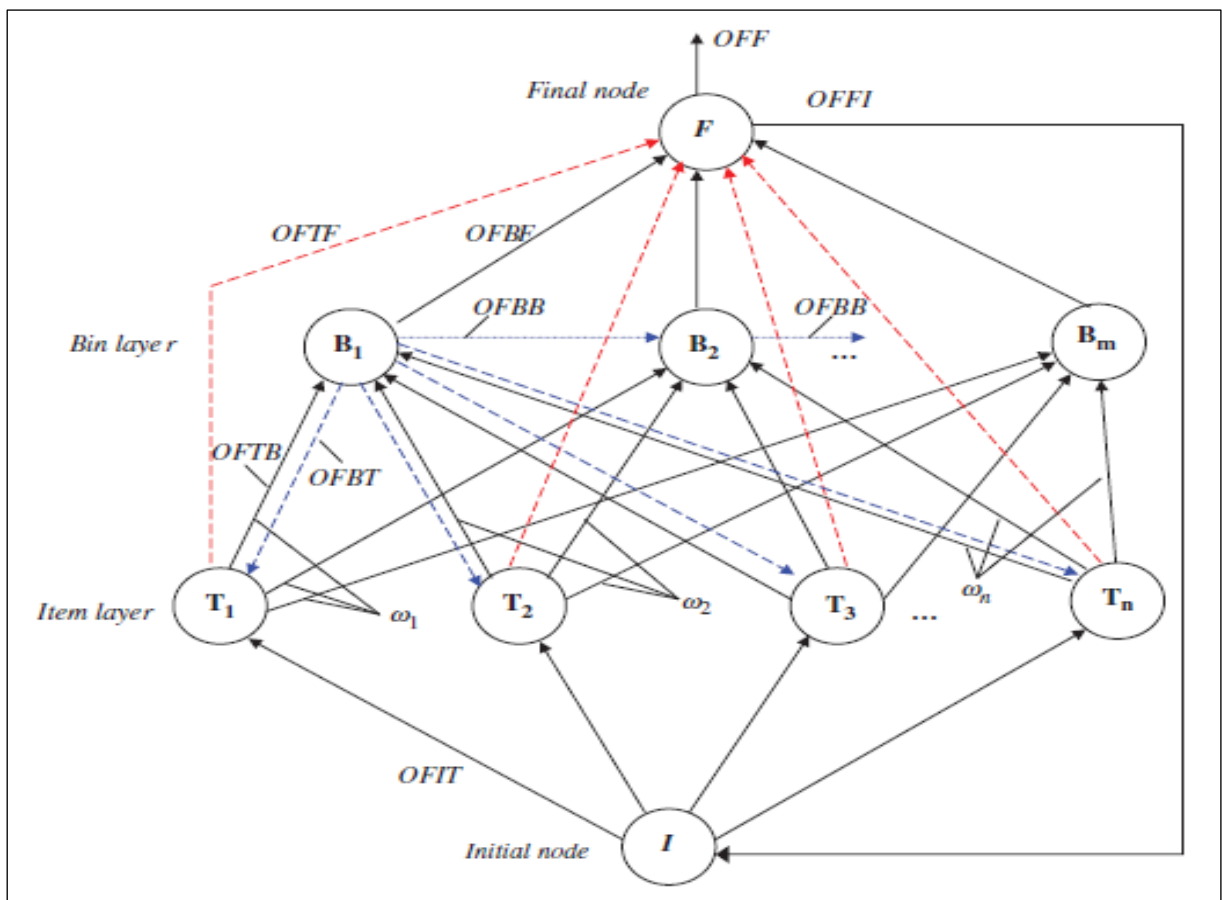 OFF
Final node
OFFI
F
OFTF
OFBF
OFBB
OFBB
Bin layer
B1
B2
...
Bm
OFTB
OFBT
Item layer
T1
ω1
T2
ω2
T3
...
ωn
Tn
OFIT
Initial node
I